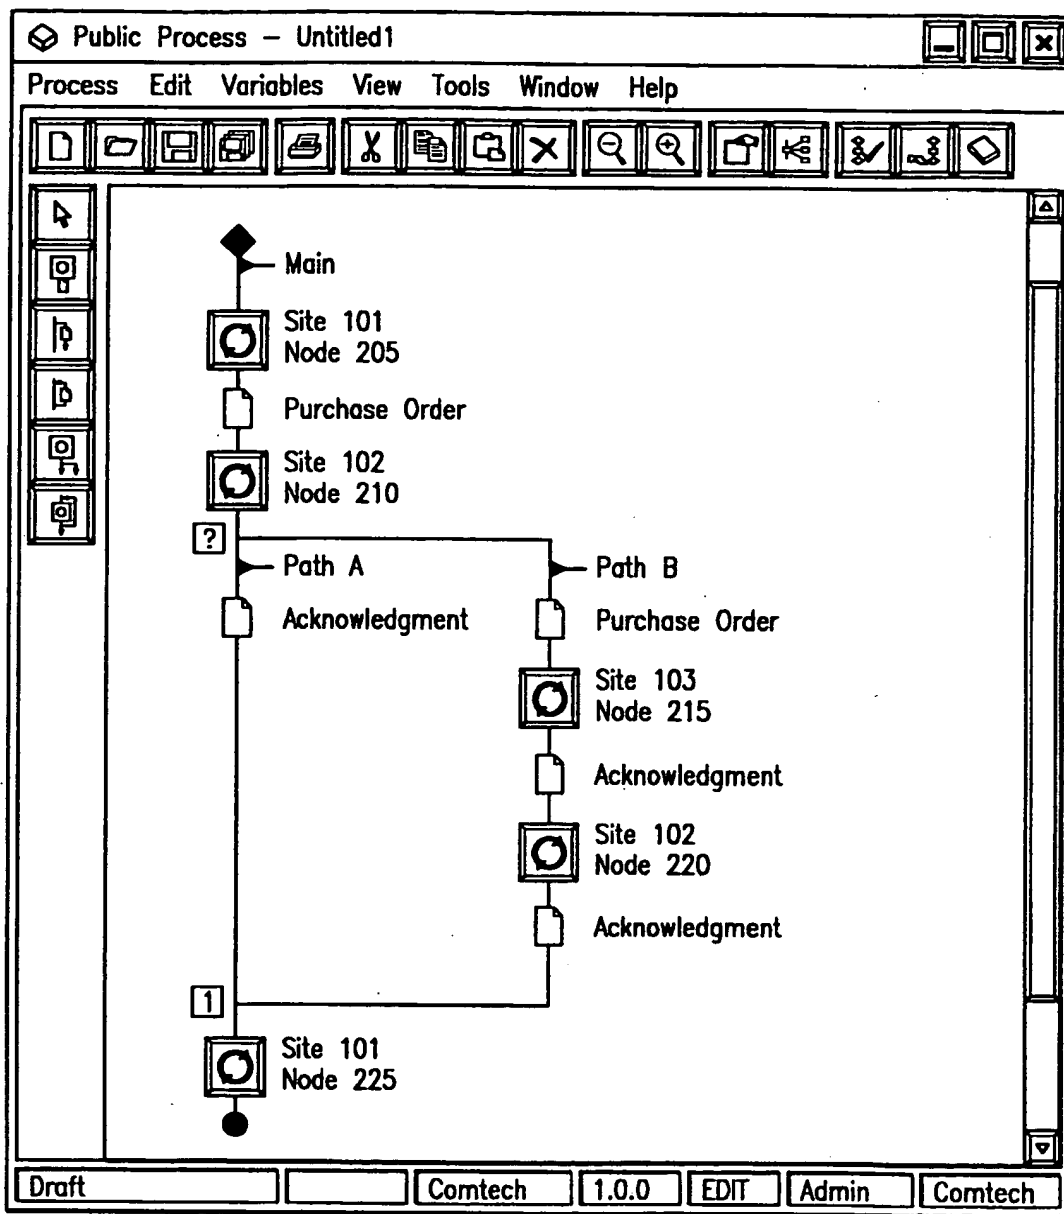 Public Process – Untitled1
Process Edit Variables View Tools Window Help
Main
Site 101
Node 205
Purchase Order
Site 102
Node 210
?
Path A
Path B
Acknowledgment
Purchase Order
Site 103
Node 215
Acknowledgment
Site 102
Node 220
Acknowledgment
1
Site 101
Node 225
Draft Comtech 1.0.0 EDIT Admin Comtech